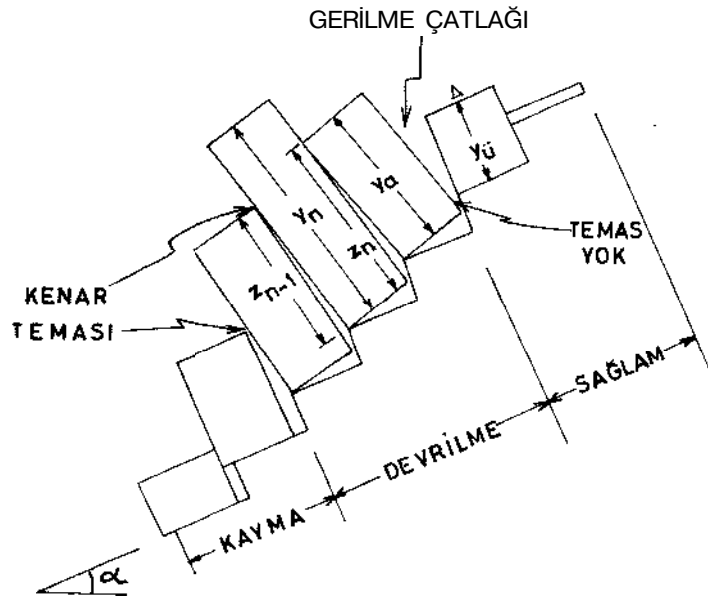 GERİLME ÇATLAĞI
yü
ya
yn
zn
zn-1
TEMAS
YOK
KENAR
TEMASI
SAĞLAM
DEVRİLME
KAYMA
α